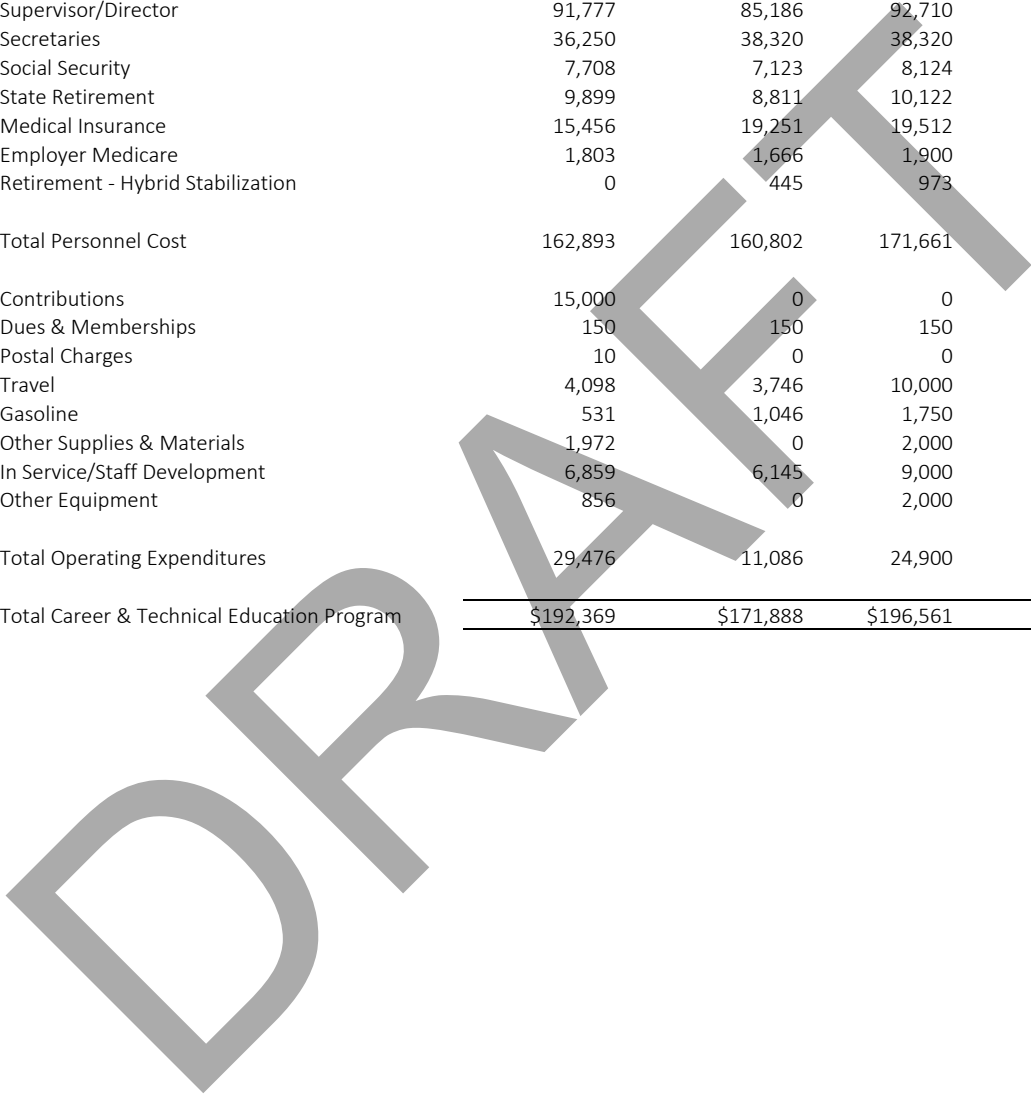 Supervisor/Director 91,777 85,186 92,710
Secretaries 36,250 38,320 38,320
Social Security 7,708 7,123 8,124
State Retirement 9,899 8,811 10,122
Medical Insurance 15,456 19,251 19,512
Employer Medicare 1,803 1,666 1,900
Retirement - Hybrid Stabilization 0 445 973
Total Personnel Cost 162,893 160,802 171,661
Contributions 15,000 0 0
Dues & Memberships 150 150 150
Postal Charges 10 0 0
Travel 4,098 3,746 10,000
Gasoline 531 1,046 1,750
Other Supplies & Materials 1,972 0 2,000
In Service/Staff Development 6,859 6,145 9,000
Other Equipment 856 0 2,000
Total Operating Expenditures 29,476 11,086 24,900
Total Career & Technical Education Program $192,369 $171,888 $196,561
DRAFT